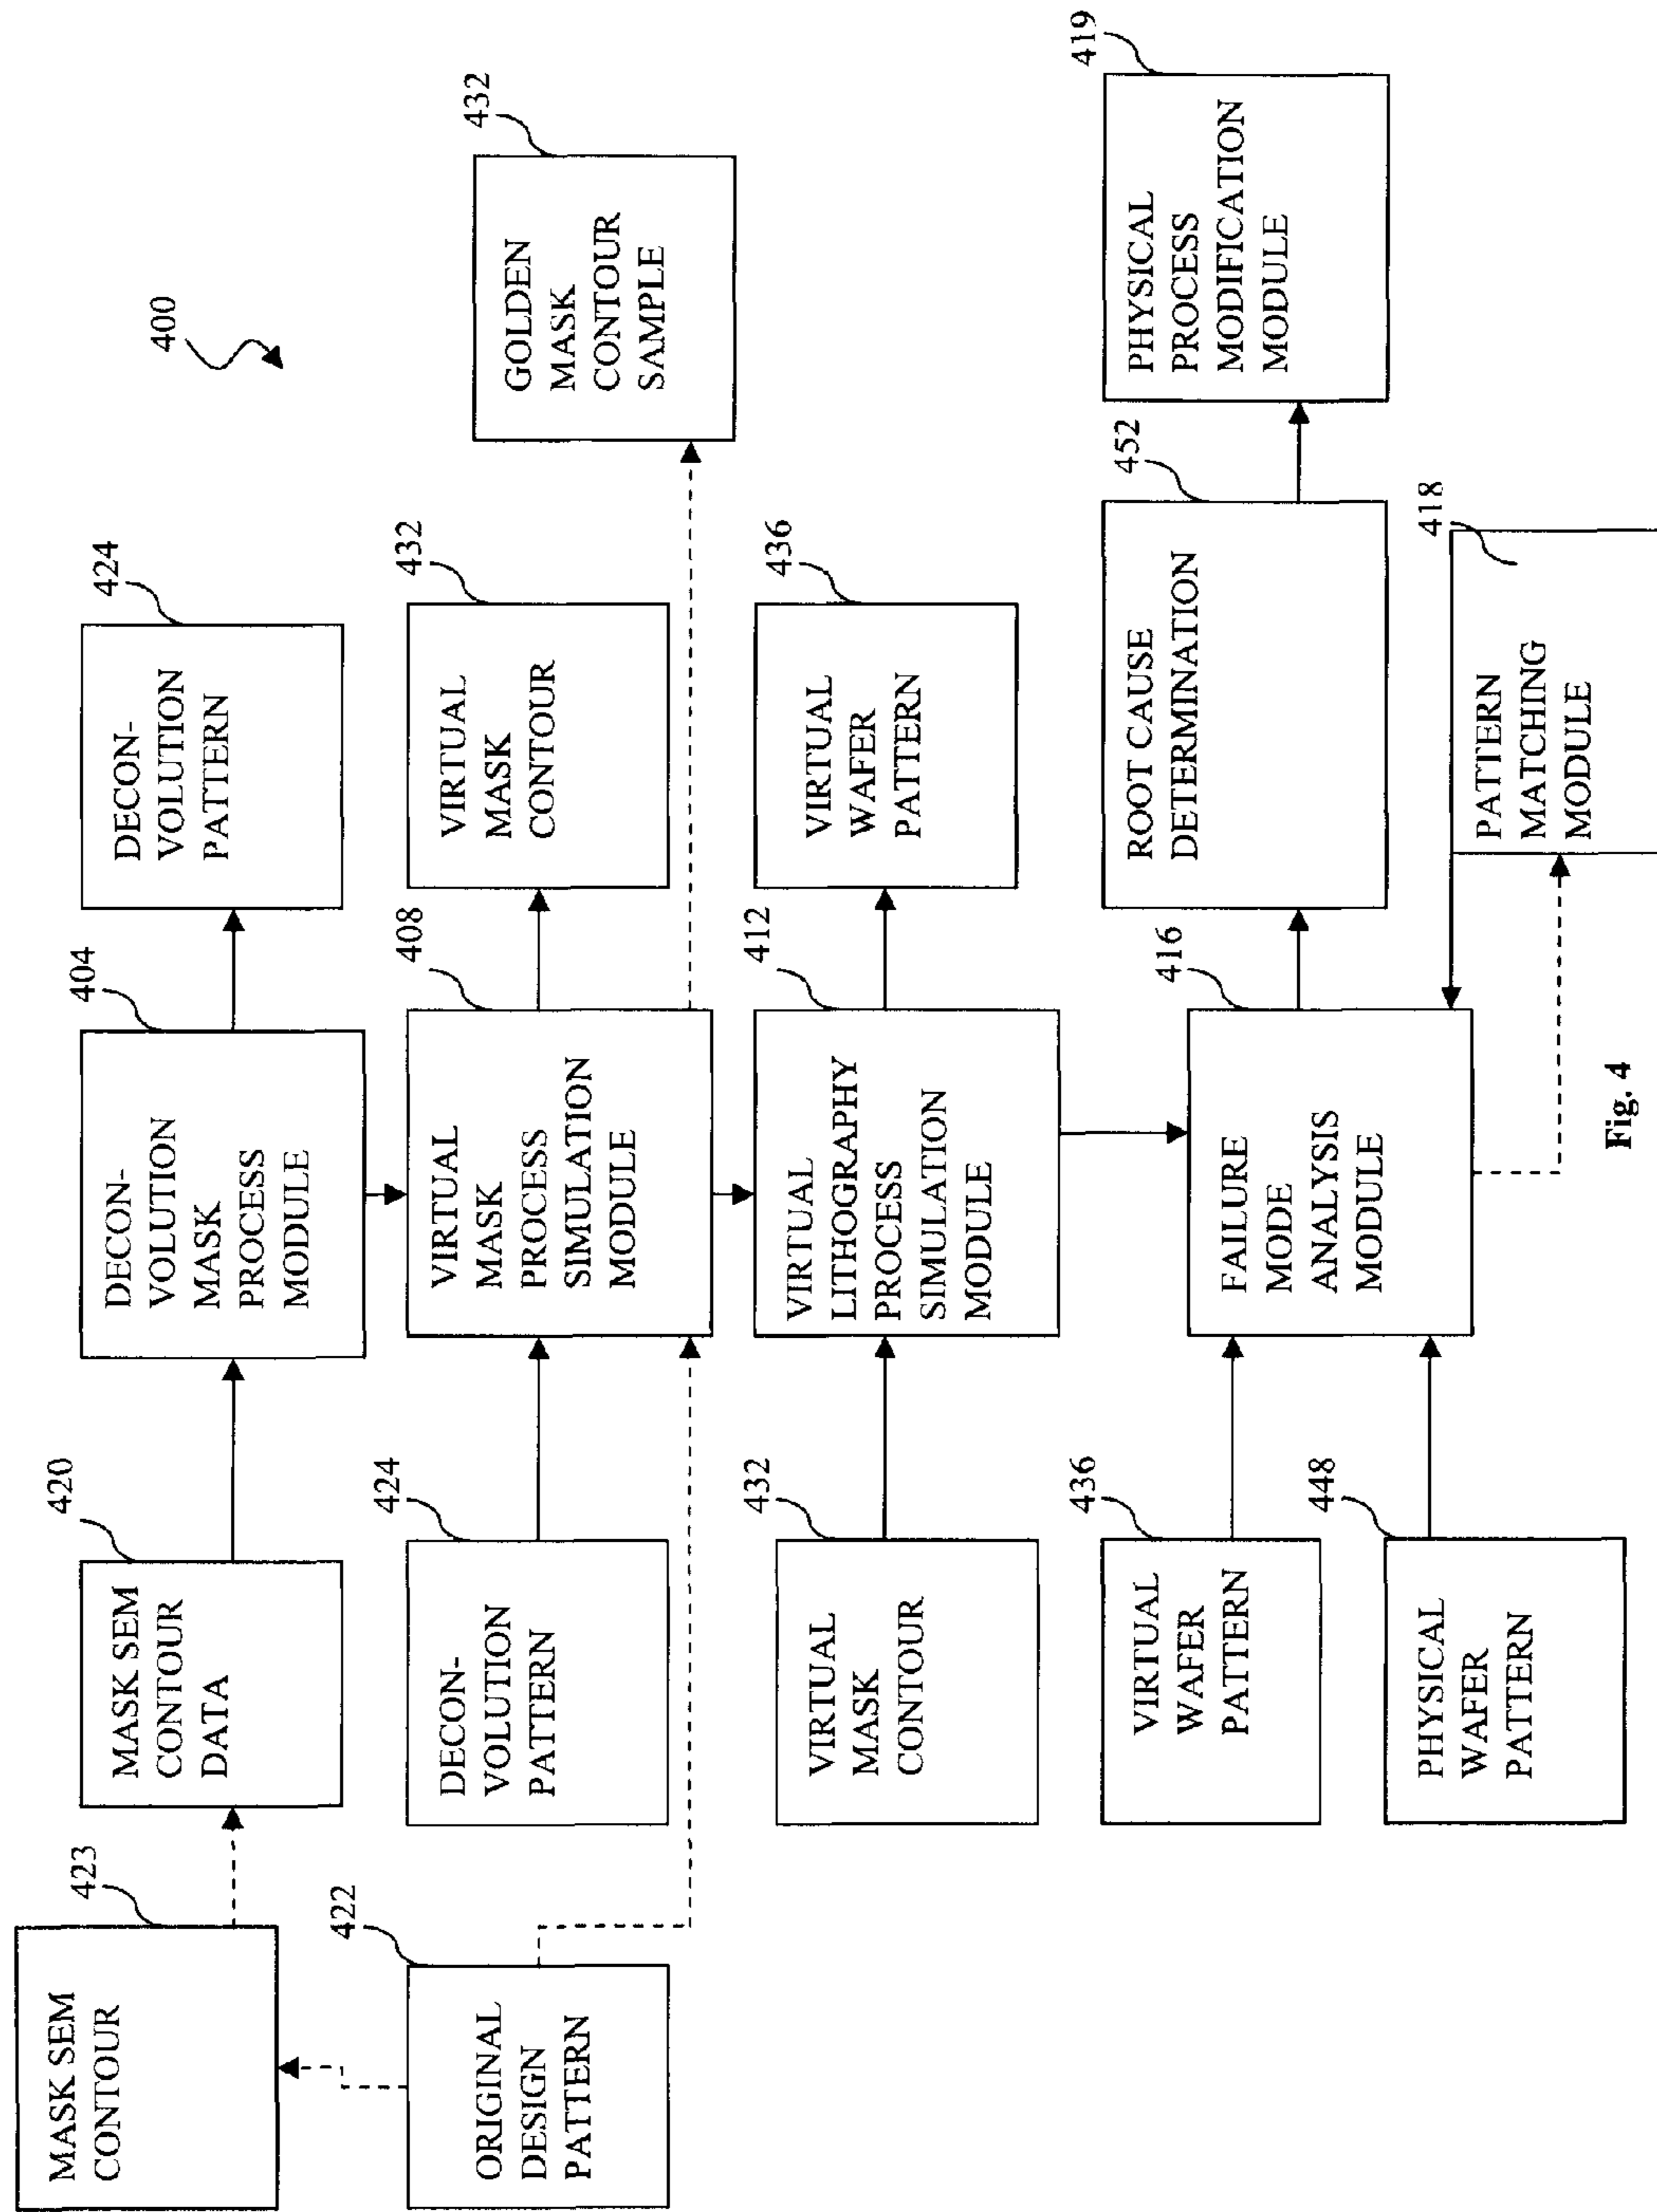 400
MASK SEM
CONTOUR
423
MASK SEM
CONTOUR
DATA
420
DECON-
VOLUTION
MASK
PROCESS
MODULE
404
DECON-
VOLUTION
PATTERN
424
ORIGINAL
DESIGN
PATTERN
422
DECON-
VOLUTION
PATTERN
424
VIRTUAL
MASK
PROCESS
SIMULATION
MODULE
408
VIRTUAL
MASK
CONTOUR
432
GOLDEN
MASK
CONTOUR
SAMPLE
432
VIRTUAL
MASK
CONTOUR
432
VIRTUAL
LITHOGRAPHY
PROCESS
SIMULATION
MODULE
412
VIRTUAL
WAFER
PATTERN
436
VIRTUAL
WAFER
PATTERN
436
PHYSICAL
WAFER
PATTERN
448
FAILURE
MODE
ANALYSIS
MODULE
416
ROOT CAUSE
DETERMINATION
452
PHYSICAL
PROCESS
MODIFICATION
MODULE
419
PATTERN
MATCHING
MODULE
418
Fig. 4